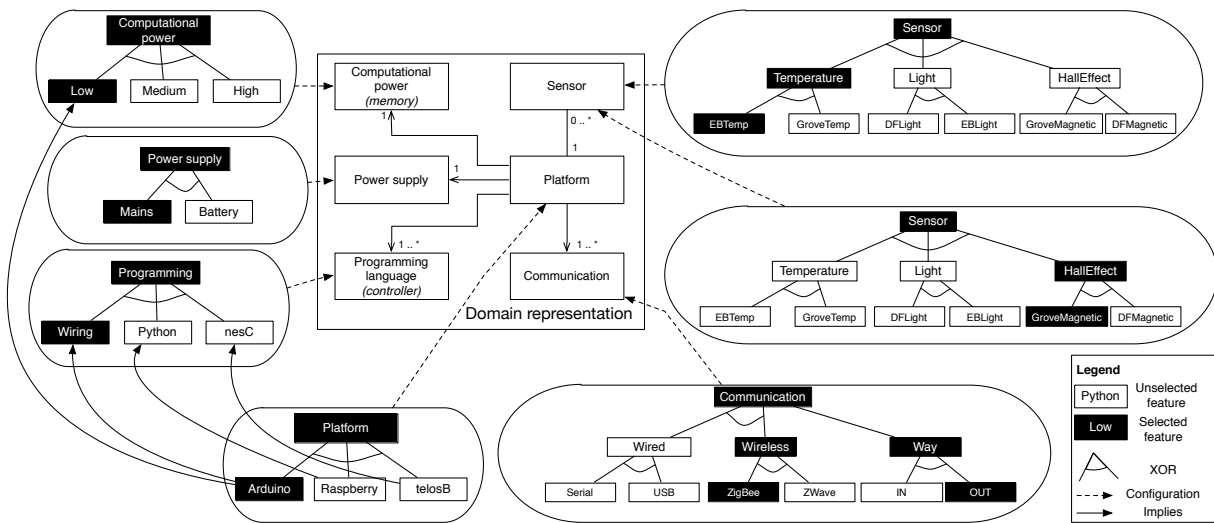 Computational
power
Low
Medium
High
Power supply
Mains
Battery
Programming
Wiring
Python
nesC
Platform
Arduino
Raspberry
telosB
Computational
power
(memory)
1
Sensor
0 .. *
1
Power supply
1
Platform
1 .. *
1 .. *
Programming
language
(controller)
Communication
Domain representation
Sensor
Temperature
Light
HallEffect
EBTemp
GroveTemp
DFLight
EBLight
GroveMagnetic
DFMagnetic
Sensor
Temperature
Light
HallEffect
EBTemp
GroveTemp
DFLight
EBLight
GroveMagnetic
DFMagnetic
Communication
Wired
Wireless
Way
Serial
USB
ZigBee
ZWave
IN
OUT
Legend
Python
Unselected
feature
Low
Selected
feature
XOR
Configuration
Implies